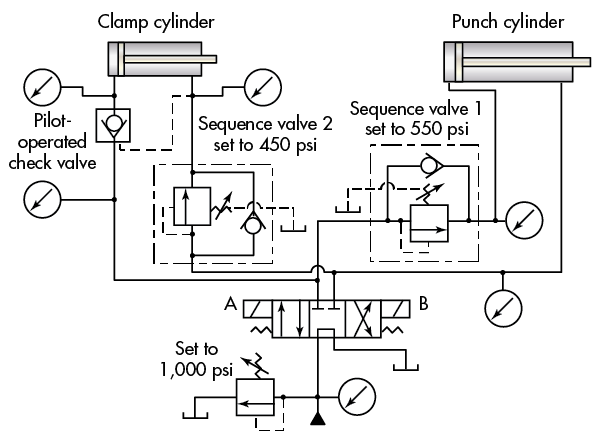 Clamp cylinder
Punch cylinder
Pilot-
operated
check valve
Sequence valve 2
set to 450 psi
Sequence valve 1
set to 550 psi
A
B
Set to
1,000 psi